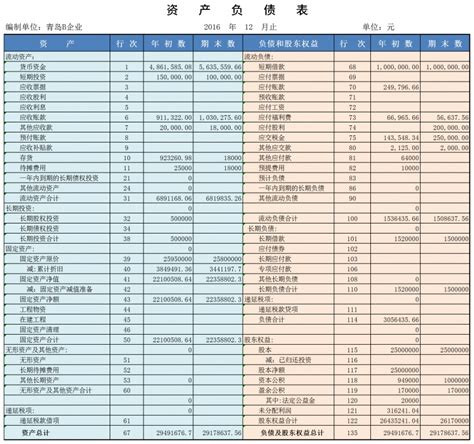 资 产 负 债 表
编制单位: 青岛B企业 2016 年 12 月止 单位: 元
资 产 行 次 年 初 数 期 末 数 负债和股东权益 行 次 年 初 数 期 末 数
流动资产: 流动负债:
货币资金 1 4,861,585.08 5,635,559.66 短期借款 68 1,000,000.00 1,000,000.00
短期投资 2 150,000.00 100,000.00 应付票据 69
应收票据 3 应付账款 70 249,796.66
应收股利 4 预收账款 71
应收利息 5 应付工资 72
应收账款 6 911,322.00 1,030,275.60 应付福利费 73 66,965.66 56,637.56
其他应收款 7 20,000.00 18,000.00 应付股利 74 200,000.00
预付账款 8 应交税金 75 143,548.34 250,000.00
应收补贴款 9 其他应交款 80 2,125.00 2,000.00
存货 10 923260.98 18000 其他应付款 81 64000
待摊费用 11 25000 18000 预提费用 82 10000
一年内到期的长期债权投资 21 0 预计负债 83
其他流动资产 24 0 一年内到期的长期负债 86 0
流动资产合计 31 6891168.06 6819835.26 其他流动负债 90
长期投资: 0
长期股权投资 32 500000 流动负债合计 100 1536435.66 1508637.56
长期债权投资 34 长期负债: 0
长期投资合计 38 500000 长期借款 101 1520000 1500000
固定资产: 0 应付债券 102
固定资产原价 39 25950000 25800000 长期应付款 103
减:累计折旧 40 3849491.36 3441197.7 专项应付款 106
固定资产净值 41 22100508.64 22358802.3 其他长期负债 108 0
减: 固定资产减值准备 42 0 长期负债合计 110 1520000 1500000
固定资产净额 43 22100508.64 22358802.3 递延税项:
工程物资 44 递延税款贷项 111
在建工程 45 0 负债合计 114 3056435.66
固定资产清理 46
固定资产合计 50 22100508.64 22358802.3 股东权益:
无形资产及其他资产: 0 股本 115 25000000 25000000
无形资产 51 减: 已归还投资 116
长期待摊费用 52 股本净额 117
其他长期资产 53 0 资本公积 118 949000 1000000
无形资产及其他资产合计 60 盈余公积 119 170000
其中:法定公益金 120
递延税项: 0 未分配利润 121 316241.04
递延税款借项 61 股东权益合计 122 26435241.04
资产总计 67 29491676.7 29178637.56 负债及股东权益总计 135 29491676.7 29178637.56